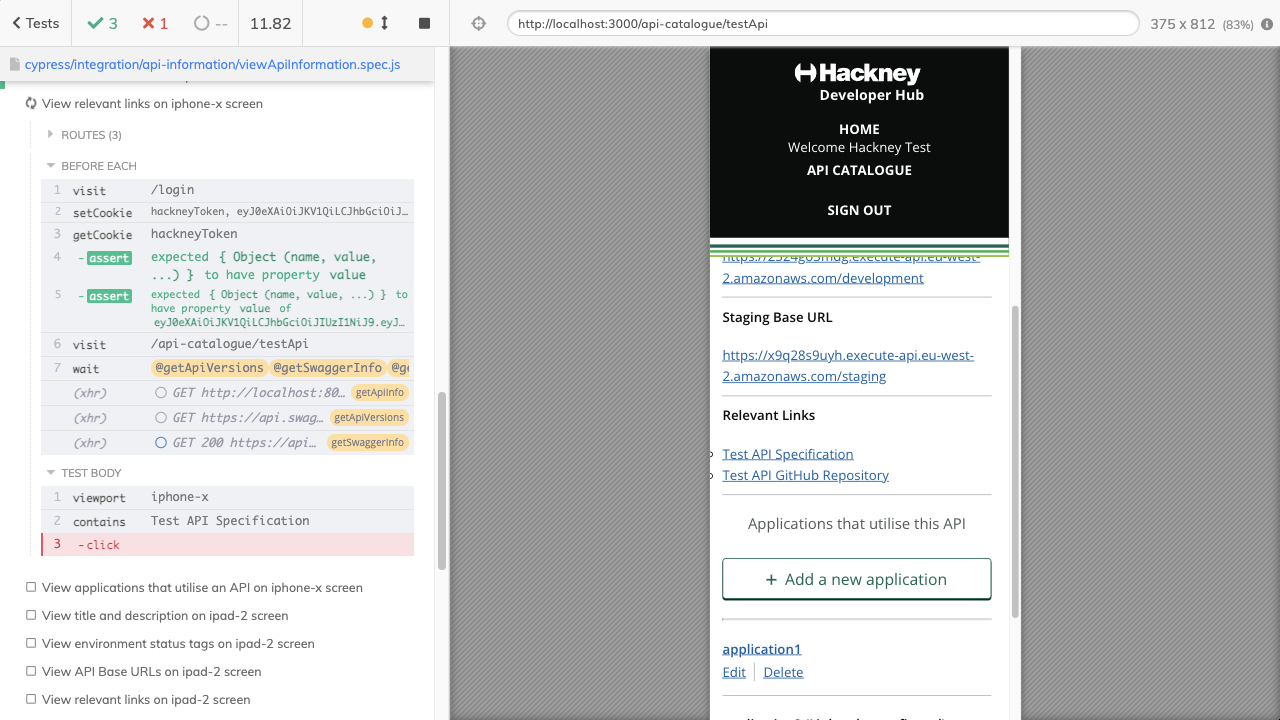 Tests
3
1
--
11.82
http://localhost:3000/api-catalogue/testApi
375 x 812 (83%)
cypress/integration/api-information/viewApiInformation.spec.js
View relevant links on iphone-x screen
ROUTES (3)
BEFORE EACH
1 visit /login
2 setCookie hackneyToken, eyJ0eXAiOiJKV1QiLCJhbGciOiJ…
3 getCookie hackneyToken
4 -assert expected { Object (name, value,
...) } to have property value
5 -assert expected { Object (name, value, ...) } to
have property value of
eyJ0eXAiOiJKV1QiLCJhbGciOiJIUzI1NiJ9.eyJ…
6 visit /api-catalogue/testApi
7 wait @getApiVersions @getSwaggerInfo @ge
(xhr) GET http://localhost:80… getApiInfo
(xhr) GET https://api.swag… getApiVersions
(xhr) GET 200 https://api… getSwaggerInfo
TEST BODY
1 viewport iphone-x
2 contains Test API Specification
3 -click
View applications that utilise an API on iphone-x screen
View title and description on ipad-2 screen
View environment status tags on ipad-2 screen
View API Base URLs on ipad-2 screen
View relevant links on ipad-2 screen
Hackney
Developer Hub
HOME
Welcome Hackney Test
API CATALOGUE
SIGN OUT
2.amazonaws.com/development
Staging Base URL
https://x9q28s9uyh.execute-api.eu-west-
2.amazonaws.com/staging
Relevant Links
Test API Specification
Test API GitHub Repository
Applications that utilise this API
+ Add a new application
application1
Edit
Delete